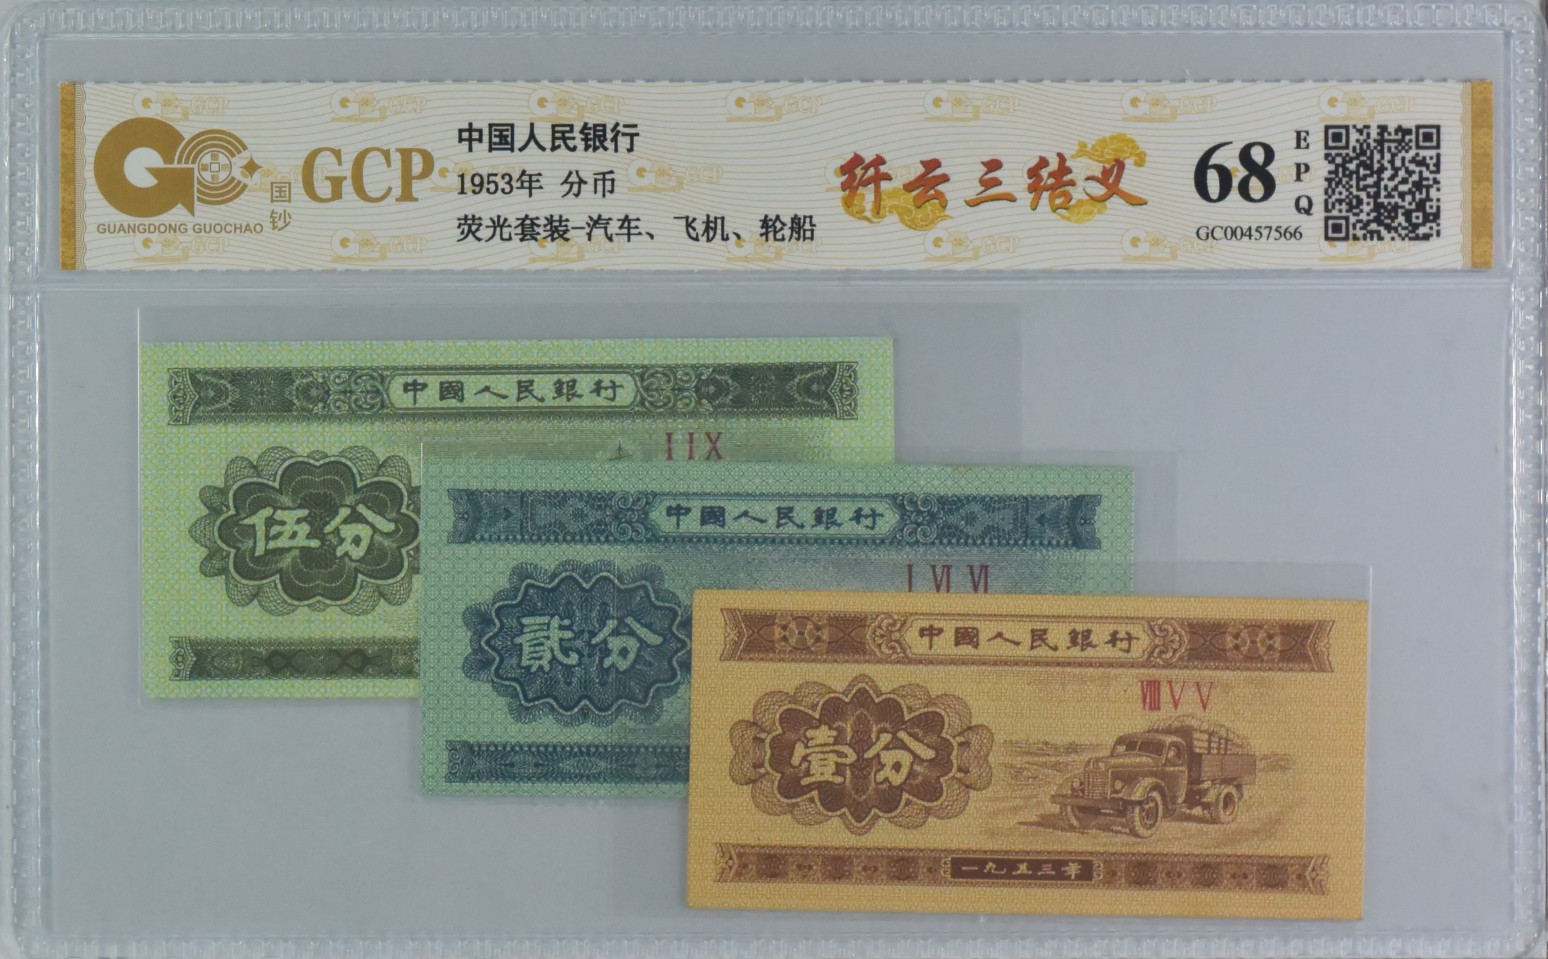 GCP
国钞
GUANGDONG GUOCHAO
中国人民银行
1953年 分币
荧光套装-汽车、飞机、轮船
纤云三结义
68
EPQ
GC00457566
中國人民銀行
I I X
伍分
中國人民銀行
I VI VI
貳分
中國人民銀行
VIII V V
壹分
一九五三年